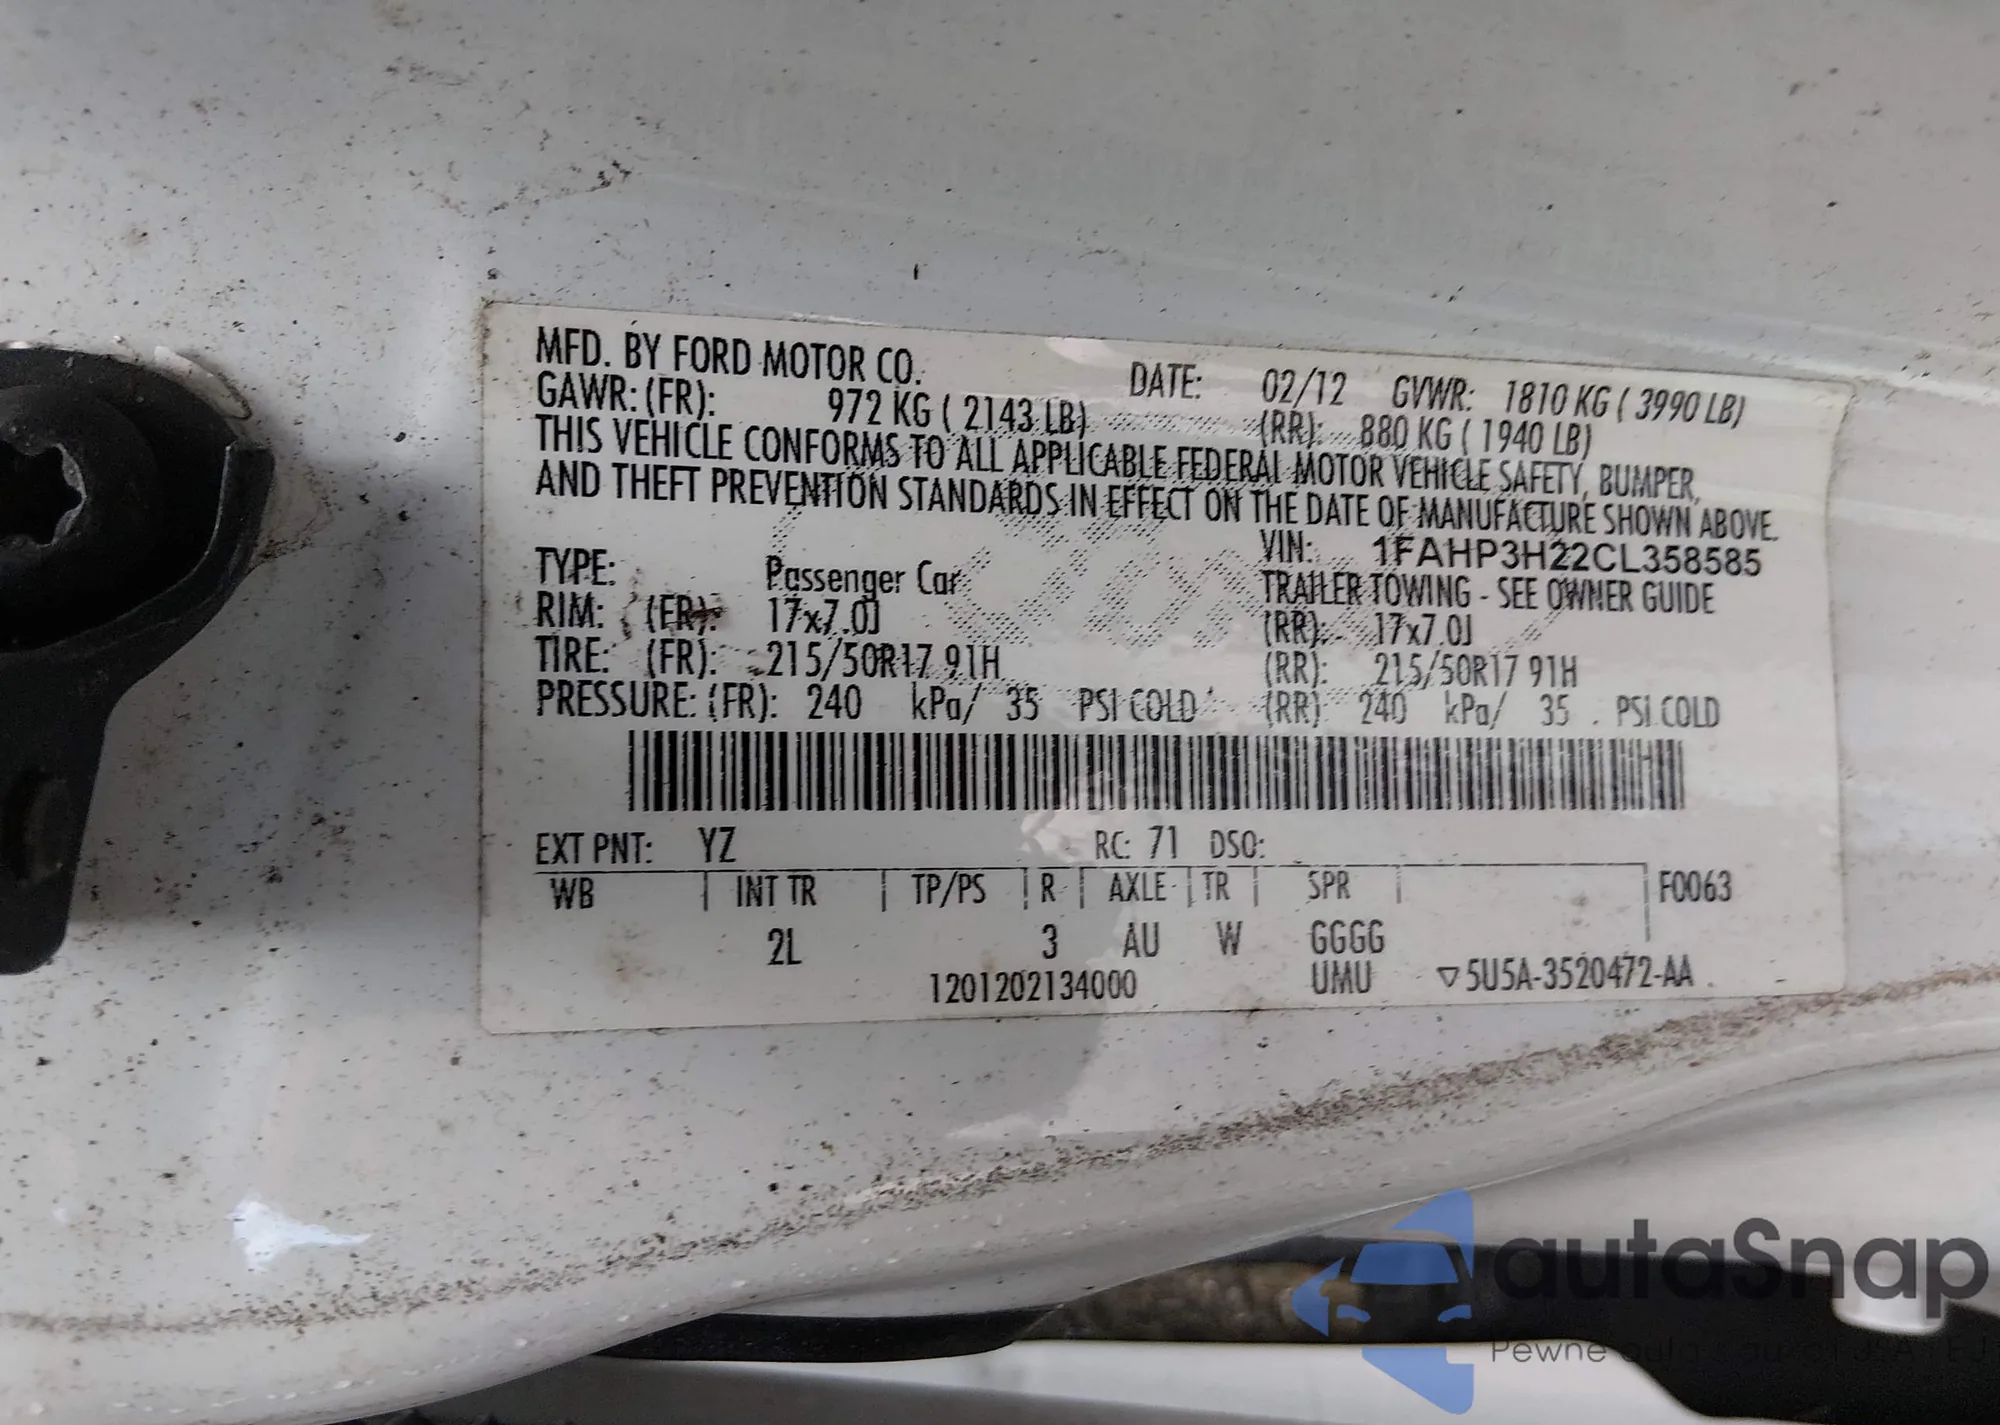 MFD. BY FORD MOTOR CO. DATE: 02/12 GVWR: 1810 KG ( 3990 LB)
GAWR: (FR): 972 KG ( 2143 LB) (RR): 880 KG ( 1940 LB)
THIS VEHICLE CONFORMS TO ALL APPLICABLE FEDERAL MOTOR VEHICLE SAFETY, BUMPER,
AND THEFT PREVENTION STANDARDS IN EFFECT ON THE DATE OF MANUFACTURE SHOWN ABOVE.
VIN: 1FAHP3H22CL358585
TYPE: Passenger Car TRAILER TOWING - SEE OWNER GUIDE
RIM: (FR): 17x7.0J (RR): 17x7.0J
TIRE: (FR): 215/50R17 91H (RR): 215/50R17 91H
PRESSURE: (FR): 240 kPa/ 35 PSI COLD (RR) 240 kPa/ 35 PSI COLD
EXT PNT: YZ RC: 71 DSO:
WB | INT TR | TP/PS | R | AXLE | TR | SPR | F0063
2L 3 AU W GGGG
1201202134000 UMU ▽5U5A-3520472-AA
autaSnap
Pewne auta z